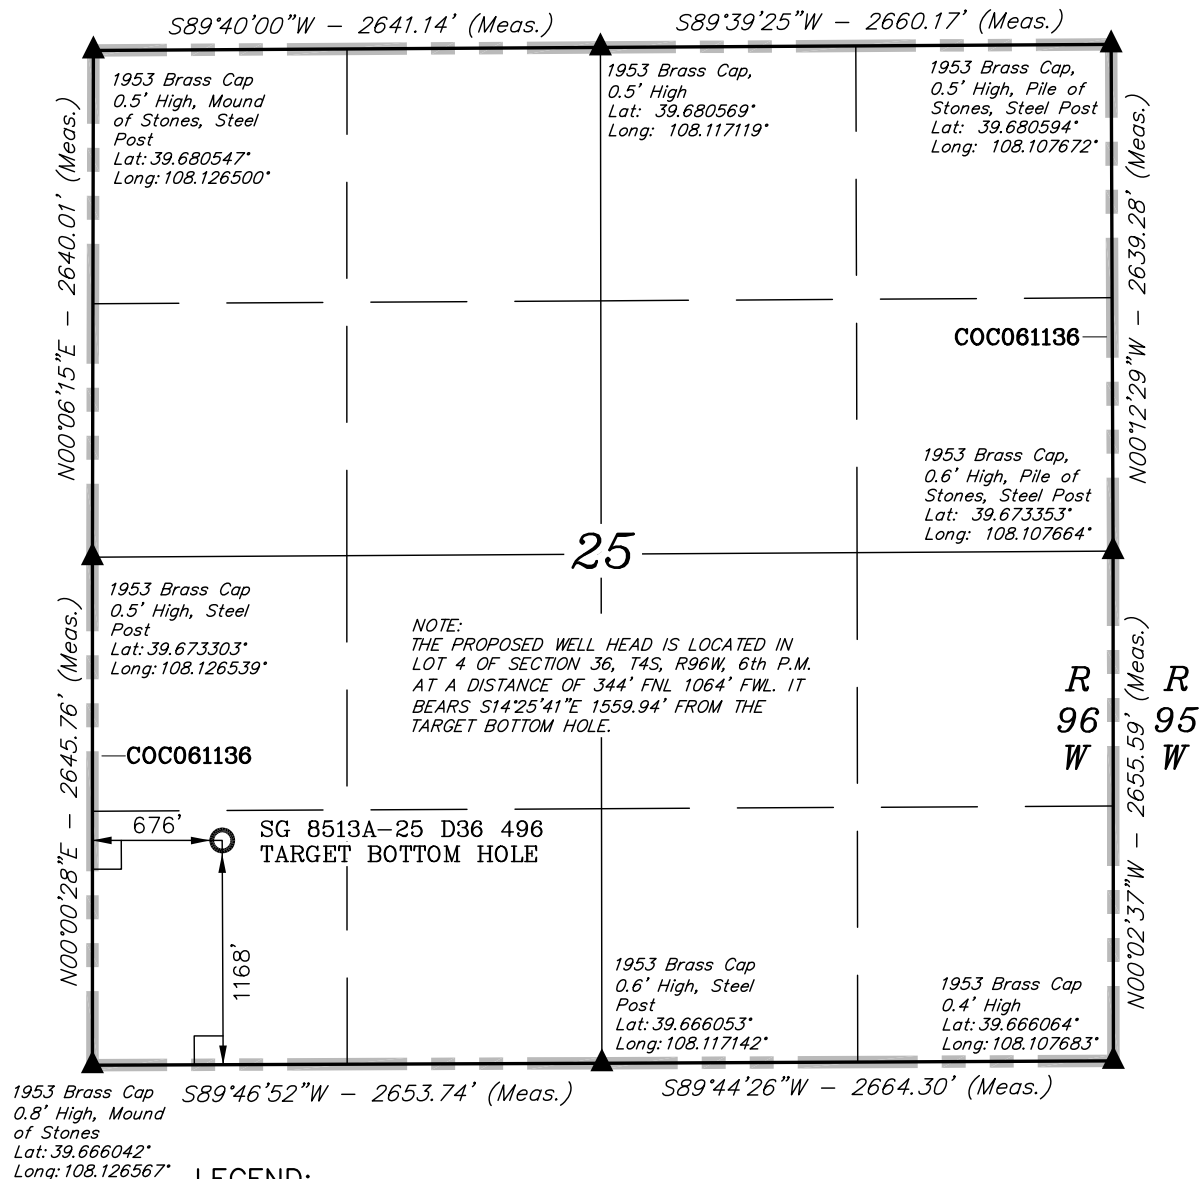 S89°40'00"W - 2641.14' (Meas.)
S89°39'25"W - 2660.17' (Meas.)
1953 Brass Cap
0.5' High, Mound
of Stones, Steel
Post
Lat: 39.680547°
Long: 108.126500°
1953 Brass Cap,
0.5' High
Lat: 39.680569°
Long: 108.117119°
1953 Brass Cap,
0.5' High, Pile of
Stones, Steel Post
Lat: 39.680594°
Long: 108.107672°
N00°06'15"E - 2640.01' (Meas.)
N00°12'29"W - 2639.28' (Meas.)
COC061136
1953 Brass Cap,
0.6' High, Pile of
Stones, Steel Post
Lat: 39.673353°
Long: 108.107664°
25
1953 Brass Cap
0.5' High, Steel
Post
Lat: 39.673303°
Long: 108.126539°
NOTE:
THE PROPOSED WELL HEAD IS LOCATED IN
LOT 4 OF SECTION 36, T4S, R96W, 6th P.M.
AT A DISTANCE OF 344' FNL 1064' FWL. IT
BEARS S14°25'41"E 1559.94' FROM THE
TARGET BOTTOM HOLE.
R
96
W
R
95
W
COC061136
N00°00'28"E - 2645.76' (Meas.)
N00°02'37"W - 2655.59' (Meas.)
676'
SG 8513A-25 D36 496
TARGET BOTTOM HOLE
1168'
1953 Brass Cap
0.6' High, Steel
Post
Lat: 39.666053°
Long: 108.117142°
1953 Brass Cap
0.4' High
Lat: 39.666064°
Long: 108.107683°
S89°46'52"W - 2653.74' (Meas.)
S89°44'26"W - 2664.30' (Meas.)
1953 Brass Cap
0.8' High, Mound
of Stones
Lat: 39.666042°
Long: 108.126567°
LEGEND: